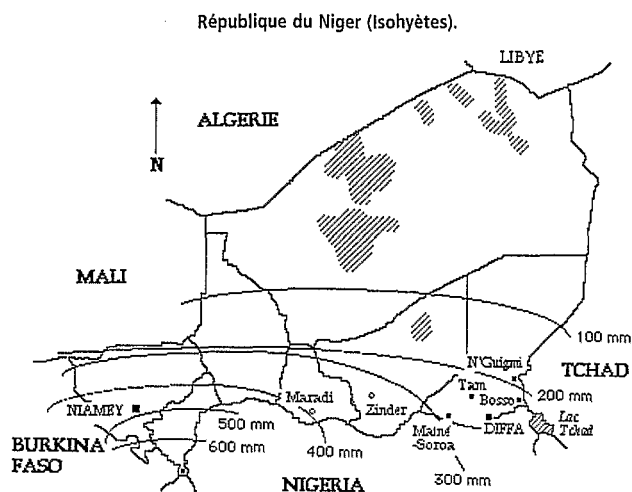 République du Niger (Isohyètes).
LIBYE
ALGERIE
N
MALI
100 mm
N'Guigmi
TCHAD
Tam
200 mm
Bosso
Maradi
Zinder
NIAMEY
500 mm
Mainé
-Soroa
DIFFA
Lac
Tchad
BURKINA
FASO
600 mm
400 mm
300 mm
NIGERIA